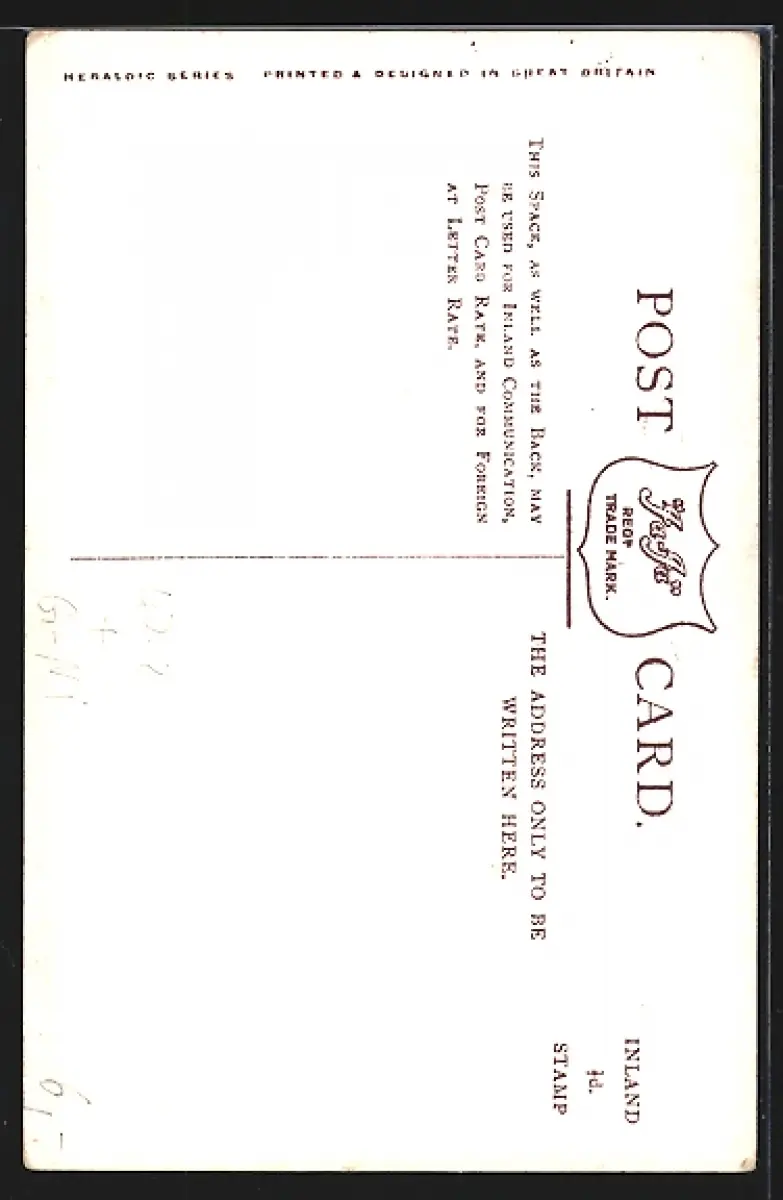 HERALDIC SERIES PRINTED & DESIGNED IN GREAT BRITAIN
POST CARD.
REGD
TRADE MARK.
THIS SPACE, AS WELL AS THE BACK, MAY
BE USED FOR INLAND COMMUNICATION,
POST CARD RATE, AND FOR FOREIGN
AT LETTER RATE.
THE ADDRESS ONLY TO BE
WRITTEN HERE.
INLAND
½d.
STAMP
6,-